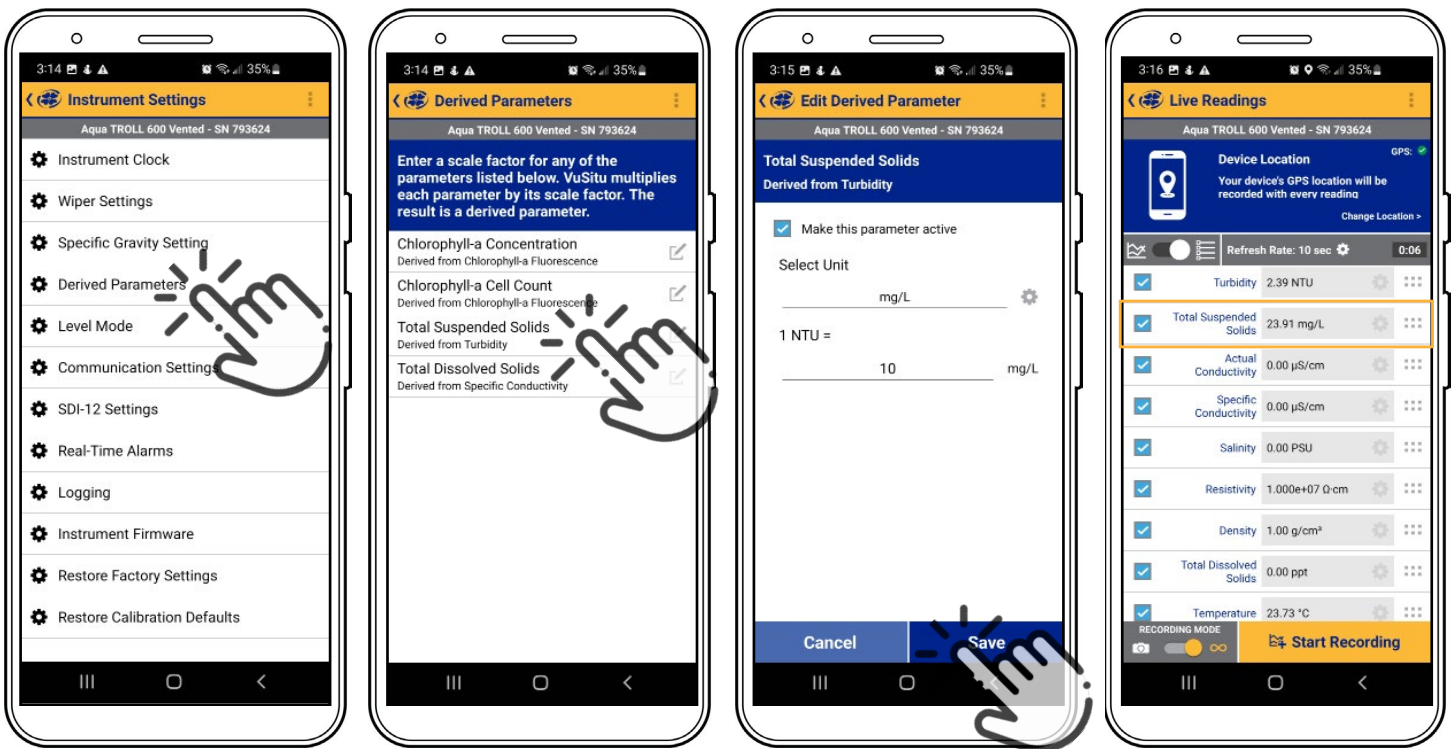 3:14
35%
Instrument Settings
Aqua TROLL 600 Vented - SN 793624
Instrument Clock
Wiper Settings
Specific Gravity Setting
Derived Parameters
Level Mode
Communication Settings
SDI-12 Settings
Real-Time Alarms
Logging
Instrument Firmware
Restore Factory Settings
Restore Calibration Defaults
3:14
35%
Derived Parameters
Aqua TROLL 600 Vented - SN 793624
Enter a scale factor for any of the
parameters listed below. VuSitu multiplies
each parameter by its scale factor. The
result is a derived parameter.
Chlorophyll-a Concentration
Derived from Chlorophyll-a Fluorescence
Chlorophyll-a Cell Count
Derived from Chlorophyll-a Fluorescence
Total Suspended Solids
Derived from Turbidity
Total Dissolved Solids
Derived from Specific Conductivity
3:15
35%
Edit Derived Parameter
Aqua TROLL 600 Vented - SN 793624
Total Suspended Solids
Derived from Turbidity
Make this parameter active
Select Unit
mg/L
1 NTU =
10 mg/L
Cancel
Save
3:16
35%
Live Readings
Aqua TROLL 600 Vented - SN 793624
GPS:
Device Location
Your device's GPS location will be
recorded with every reading
Change Location >
Refresh Rate: 10 sec
0:06
Turbidity 2.39 NTU
Total Suspended
Solids 23.91 mg/L
Actual
Conductivity 0.00 µS/cm
Specific
Conductivity 0.00 µS/cm
Salinity 0.00 PSU
Resistivity 1.000e+07 Ω·cm
Density 1.00 g/cm³
Total Dissolved
Solids 0.00 ppt
Temperature 23.73 °C
RECORDING MODE
Start Recording